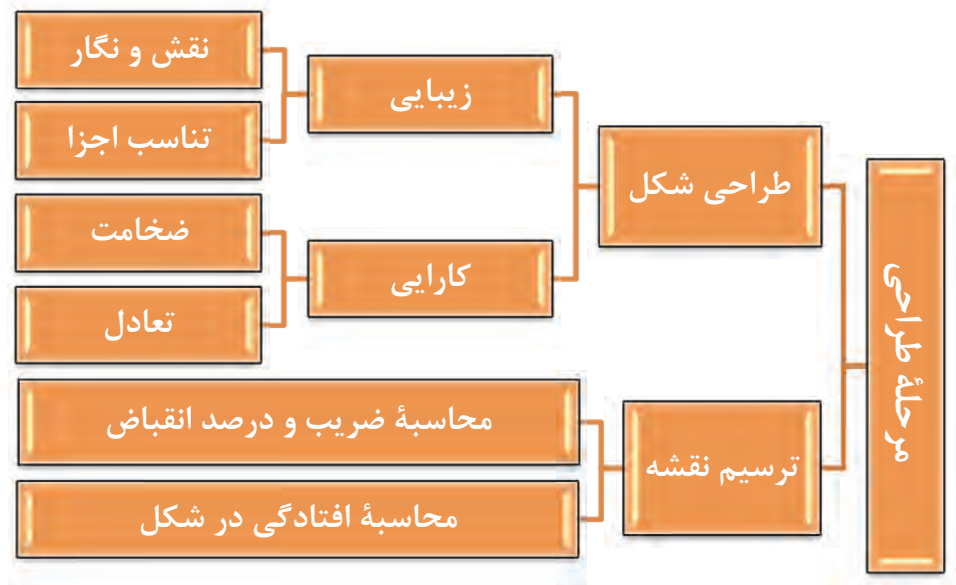 مرحلهٔ طراحی
طراحی شکل
زیبایی
نقش و نگار
تناسب اجزا
کارایی
ضخامت
تعادل
ترسیم نقشه
محاسبهٔ ضریب و درصد انقباض
محاسبهٔ افتادگی در شکل